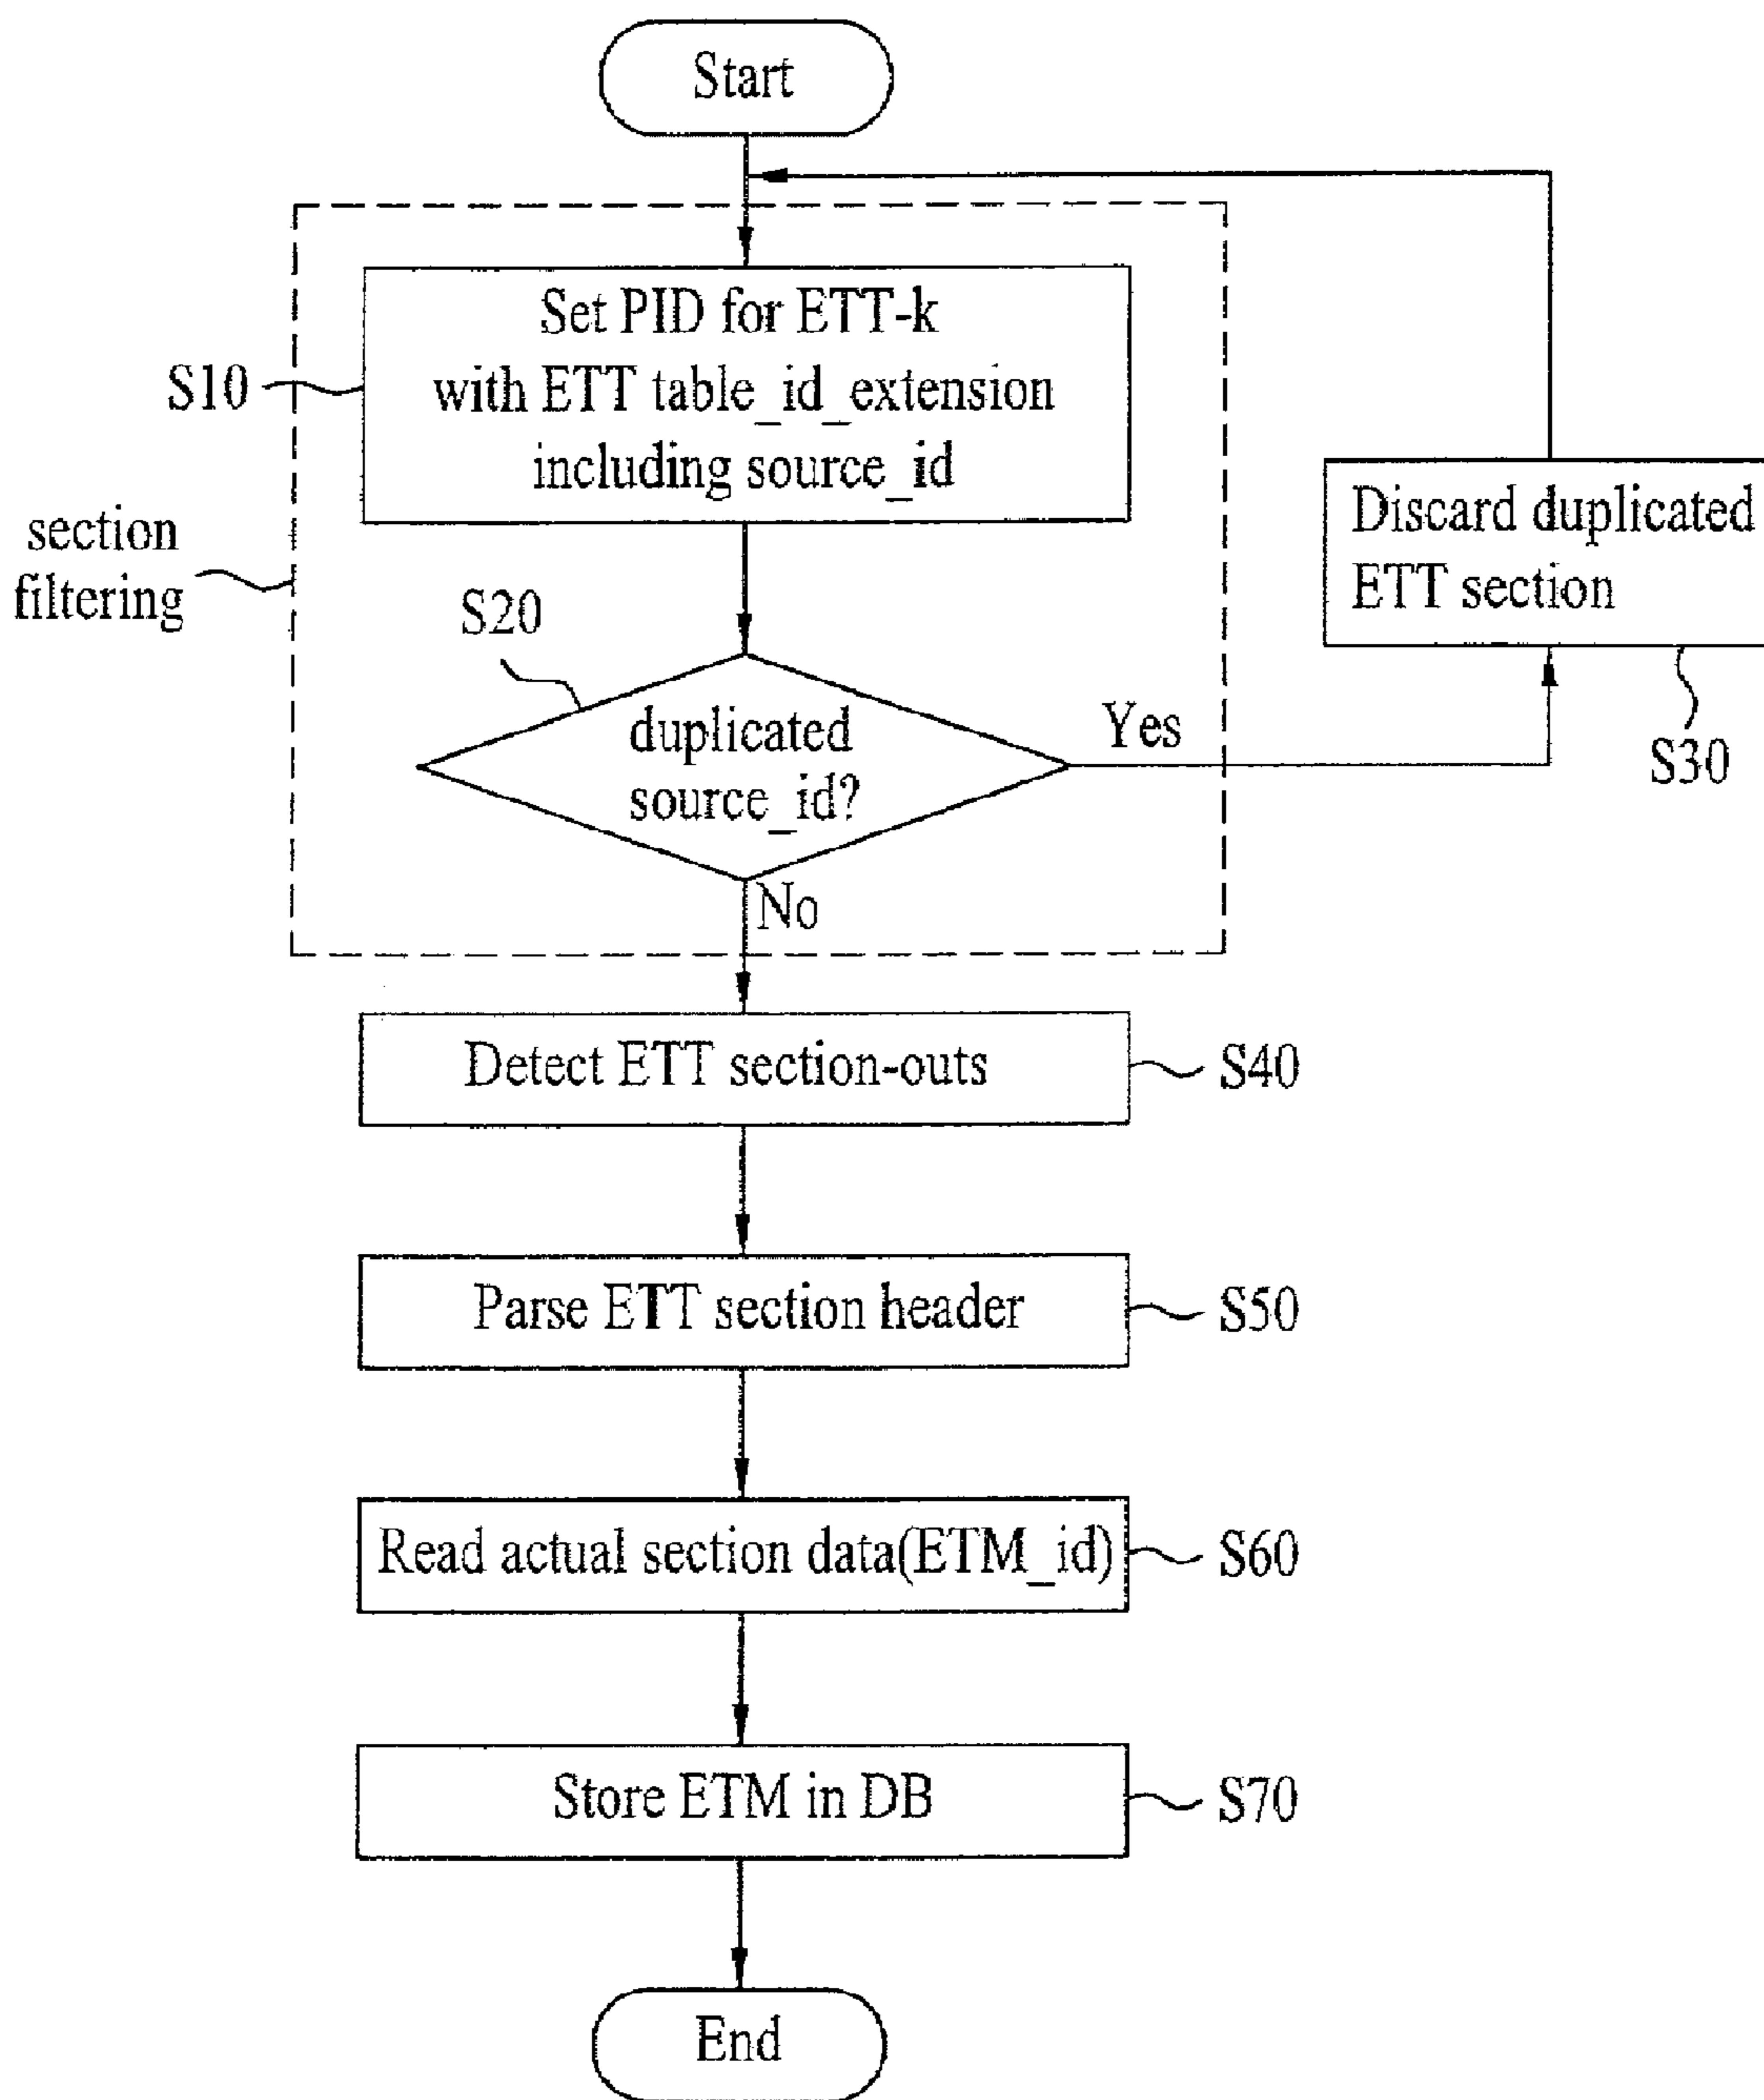 Start
Set PID for ETT-k
with ETT table_id_extension
including source_id
S10
section
filtering
Discard duplicated
ETT section
S30
S20
duplicated
source_id?
Yes
No
Detect ETT section-outs
S40
Parse ETT section header
S50
Read actual section data(ETM_id)
S60
Store ETM in DB
S70
End